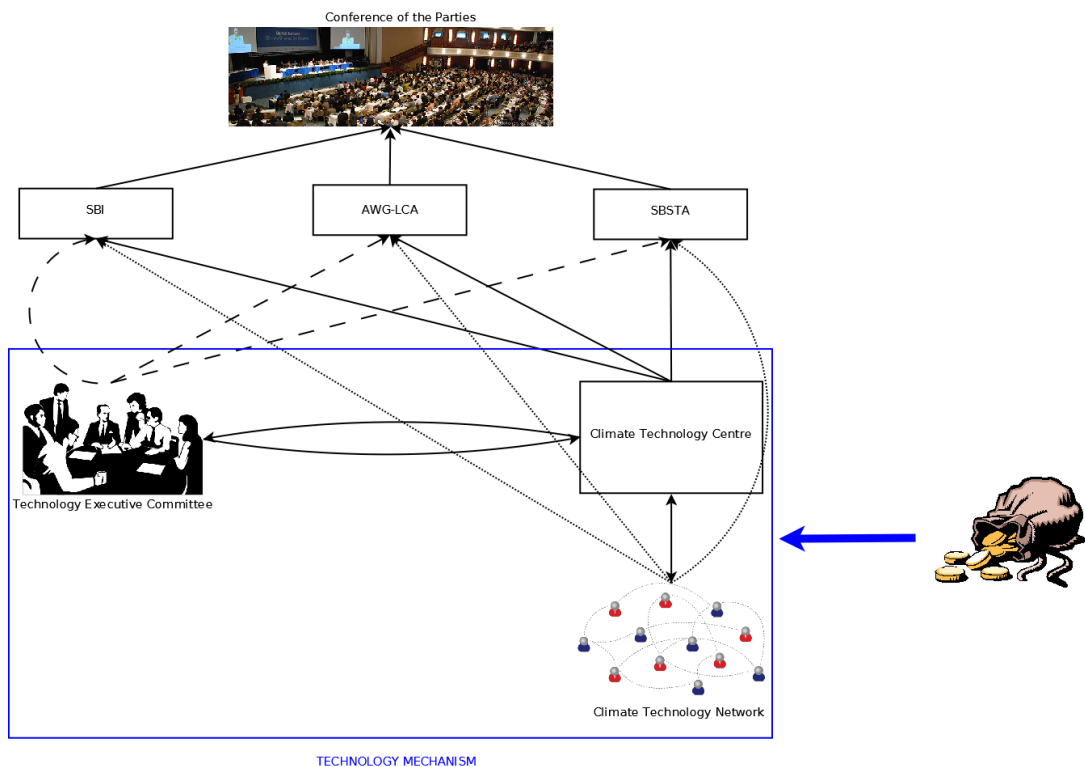 Conference of the Parties
SBI
AWG-LCA
SBSTA
Climate Technology Centre
Technology Executive Committee
Climate Technology Network
TECHNOLOGY MECHANISM